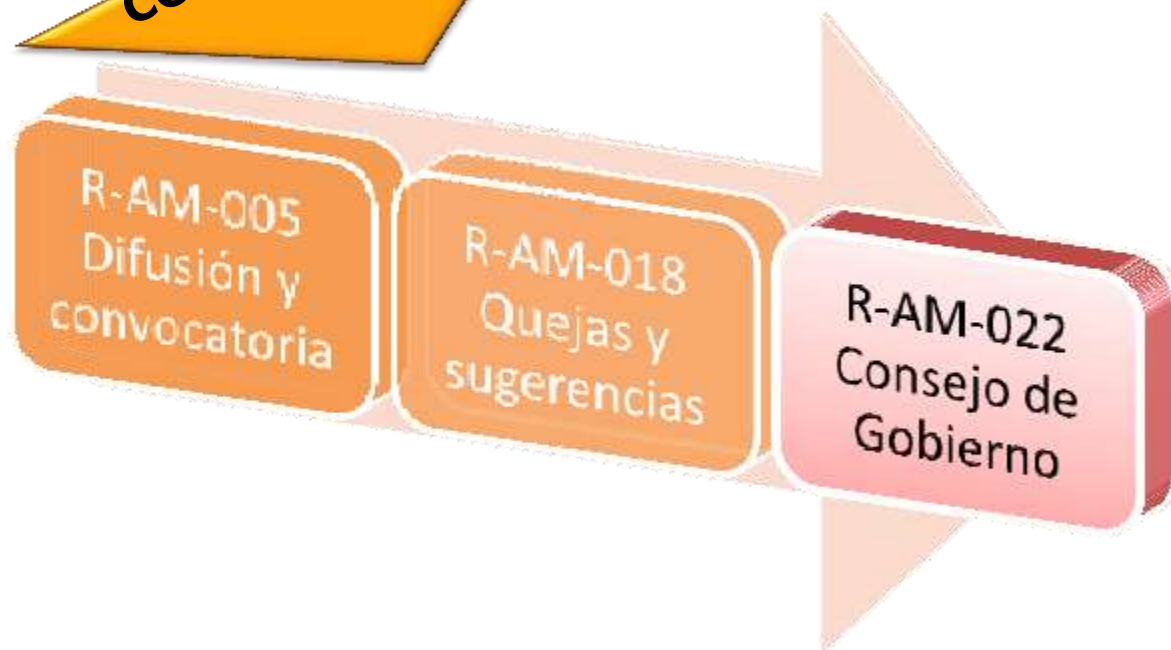 R-AM-005
Difusión y
convocatoria
R-AM-018
Quejas y
sugerencias
R-AM-022
Consejo de
Gobierno